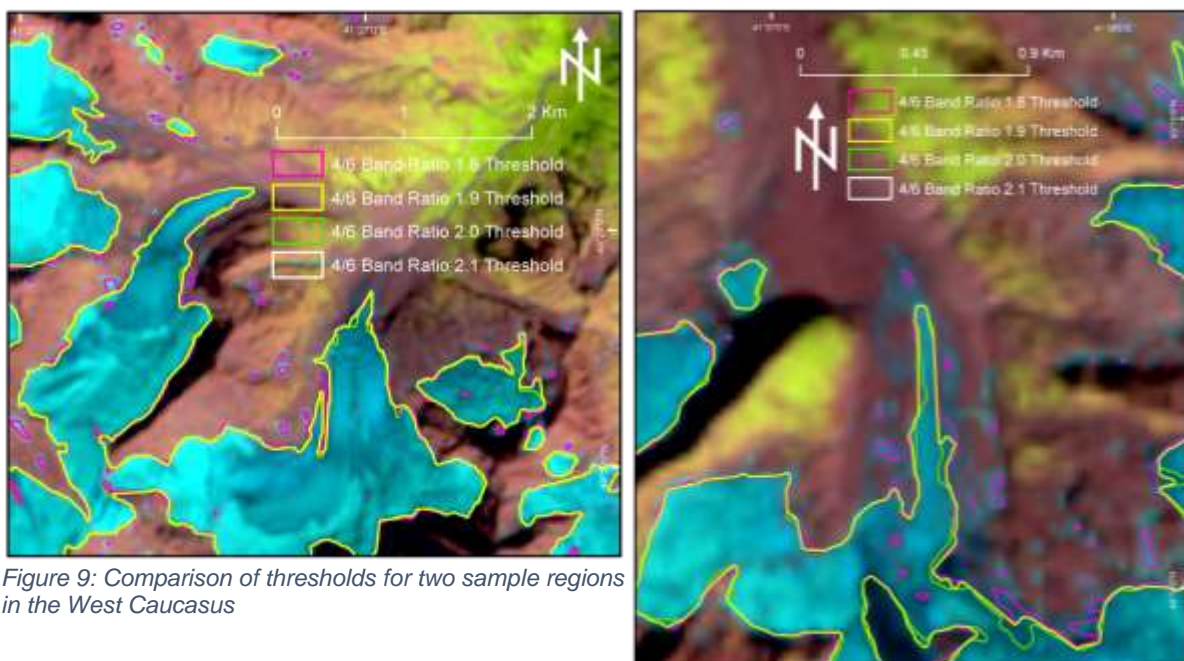 0 1 2 Km
4/6 Band Ratio 1.8 Threshold
4/6 Band Ratio 1.9 Threshold
4/6 Band Ratio 2.0 Threshold
4/6 Band Ratio 2.1 Threshold
N
Figure 9: Comparison of thresholds for two sample regions
in the West Caucasus
0 0.45 0.9 Km
4/6 Band Ratio 1.8 Threshold
4/6 Band Ratio 1.9 Threshold
4/6 Band Ratio 2.0 Threshold
4/6 Band Ratio 2.1 Threshold
N